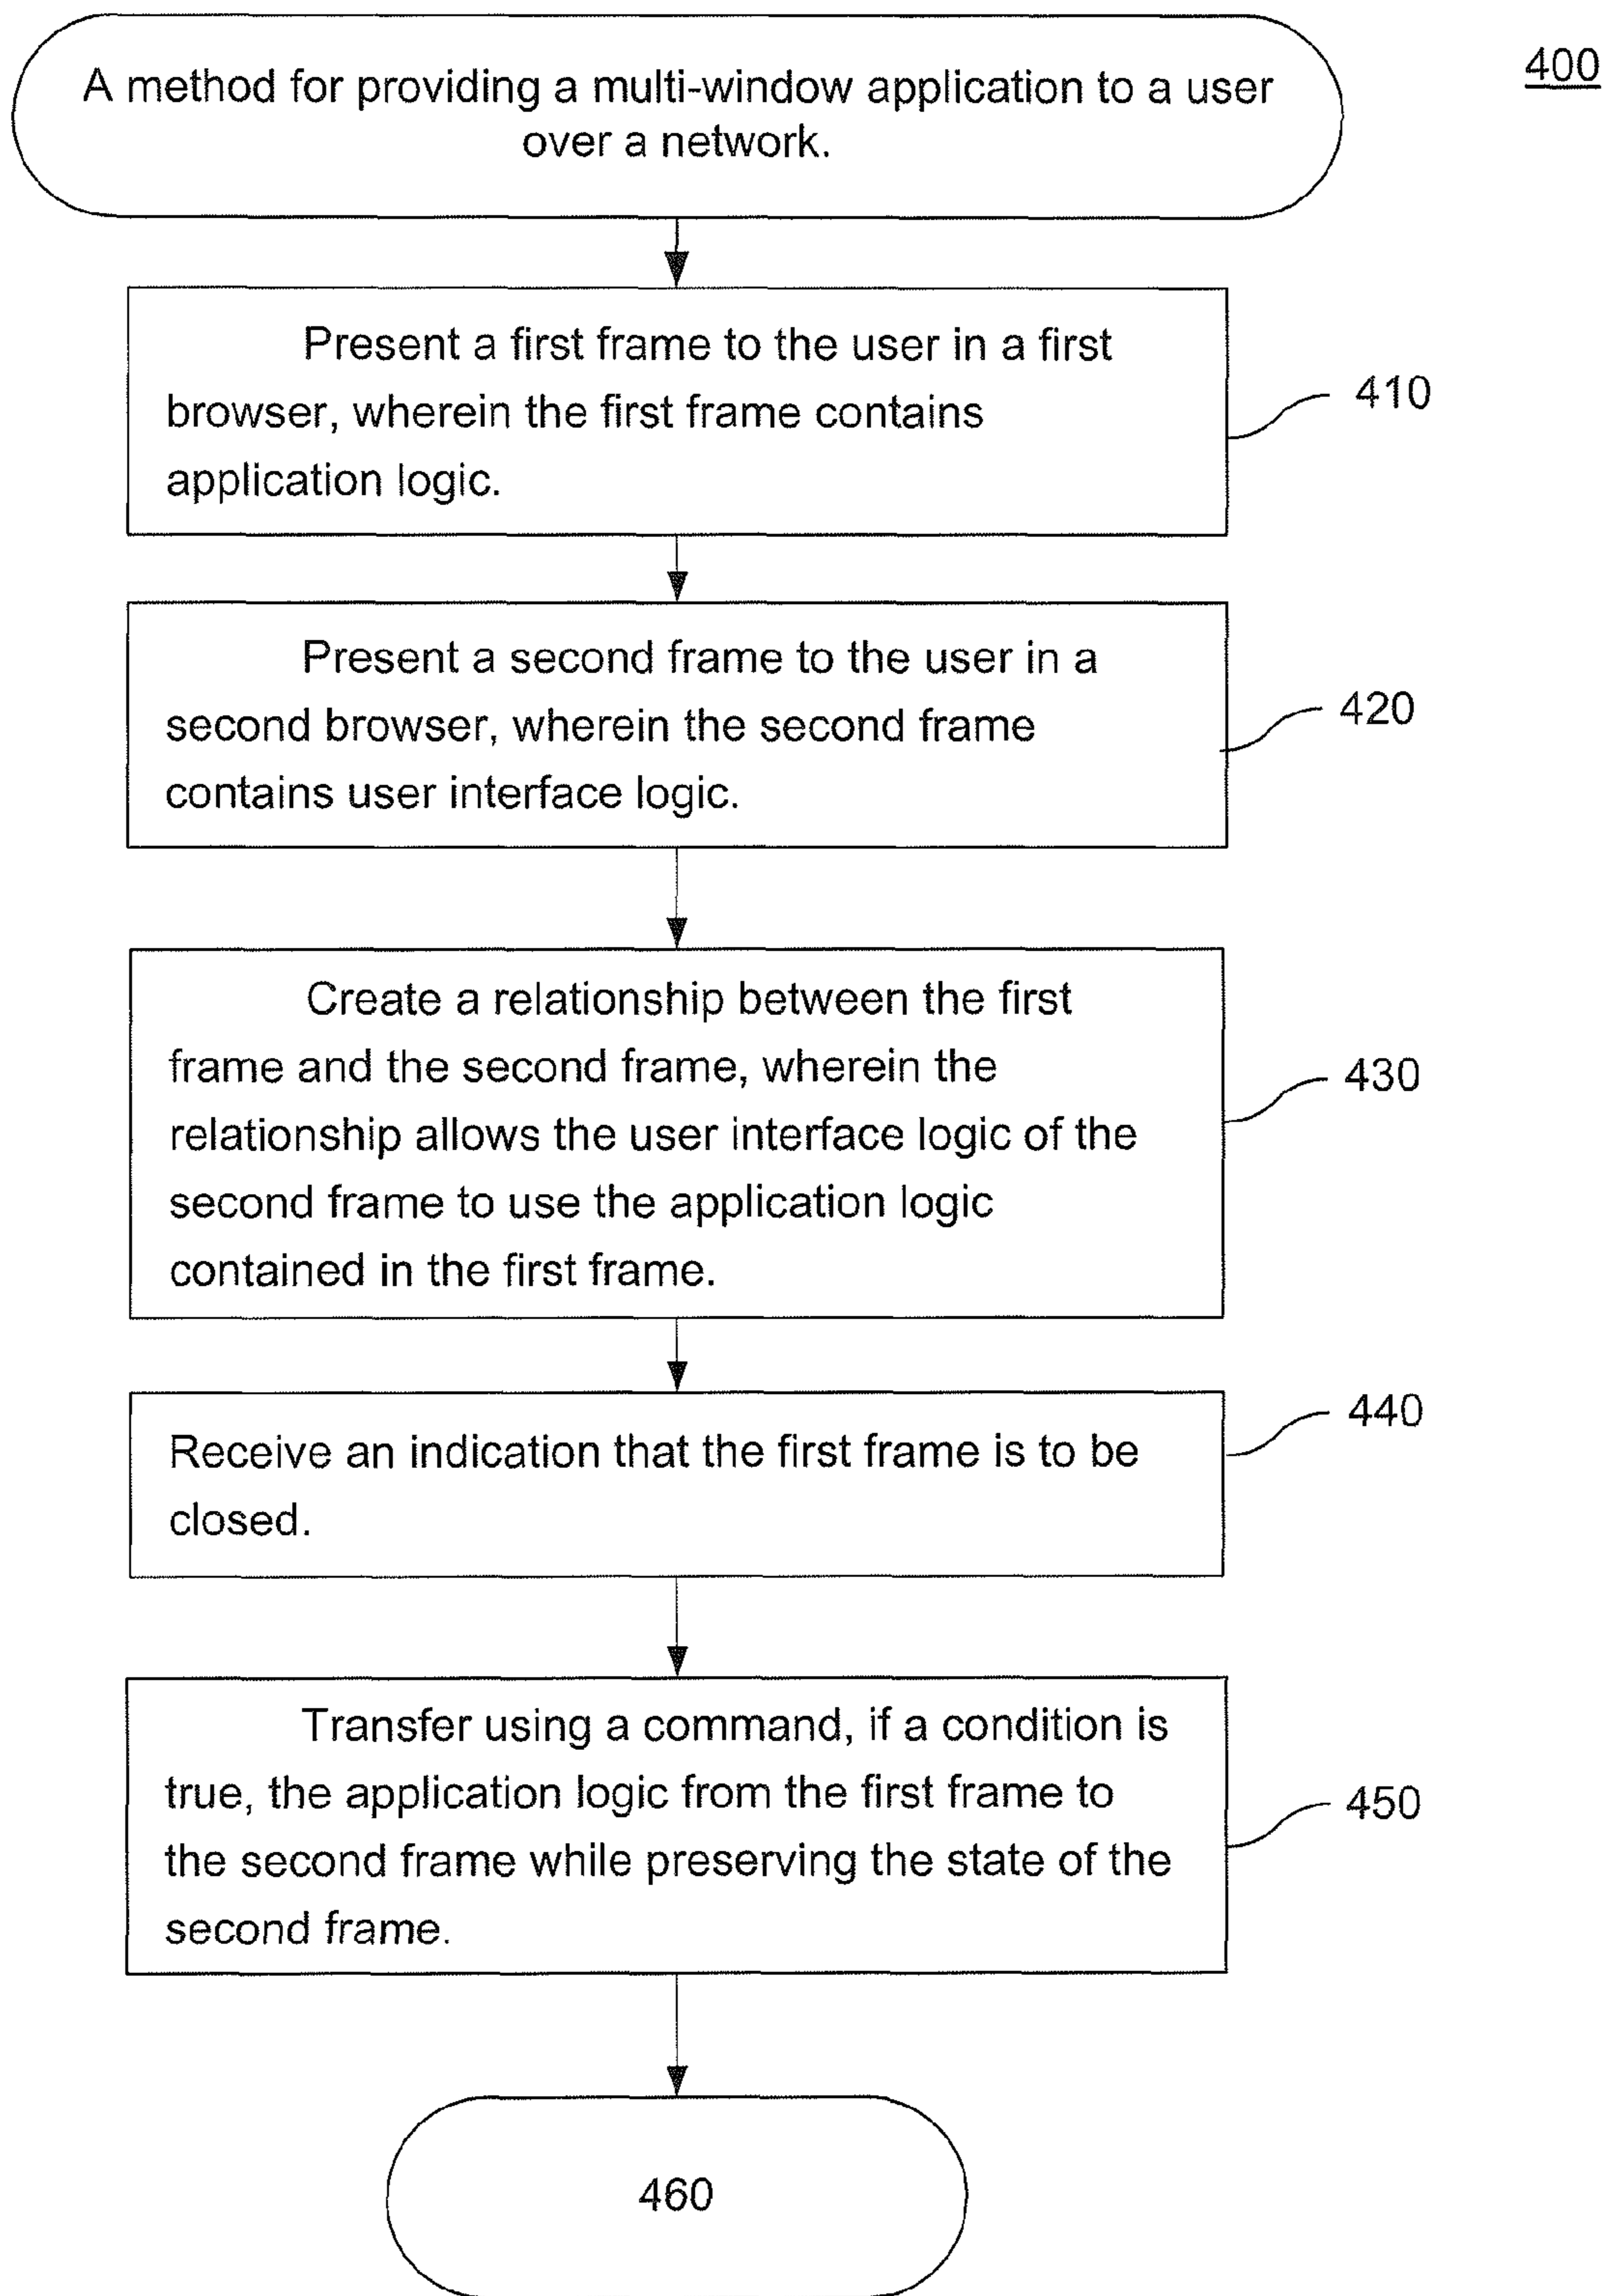 400
A method for providing a multi-window application to a user
over a network.
Present a first frame to the user in a first
browser, wherein the first frame contains
application logic.
410
Present a second frame to the user in a
second browser, wherein the second frame
contains user interface logic.
420
Create a relationship between the first
frame and the second frame, wherein the
relationship allows the user interface logic of the
second frame to use the application logic
contained in the first frame.
430
Receive an indication that the first frame is to be
closed.
440
Transfer using a command, if a condition is
true, the application logic from the first frame to
the second frame while preserving the state of the
second frame.
450
460